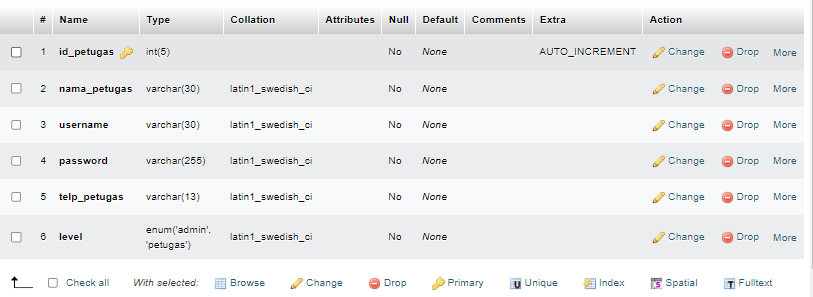 # Name Type Collation Attributes Null Default Comments Extra Action
1 id_petugas int(5) No None AUTO_INCREMENT Change Drop More
2 nama_petugas varchar(30) latin1_swedish_ci No None Change Drop More
3 username varchar(30) latin1_swedish_ci No None Change Drop More
4 password varchar(255) latin1_swedish_ci No None Change Drop More
5 telp_petugas varchar(13) latin1_swedish_ci No None Change Drop More
6 level enum('admin', 'petugas') latin1_swedish_ci No None Change Drop More
Check all With selected: Browse Change Drop Primary Unique Index Spatial Fulltext